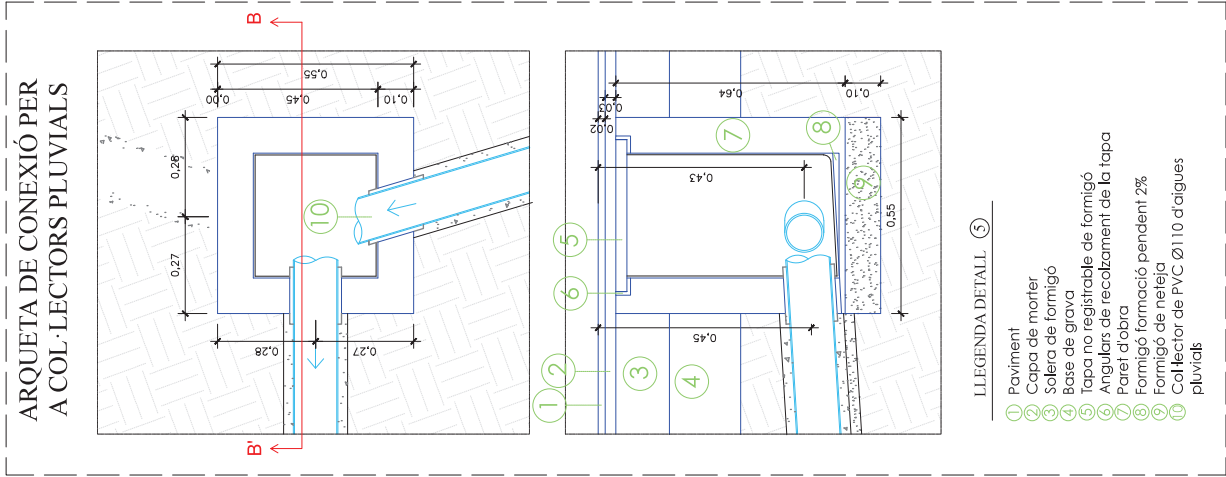 ARQUETA DE CONEXIÓ PER
A COL·LECTORS PLUVIALS
B
B'
0,00
0,45
0,55
0,10
0,28
0,27
0,28
0,27
10
1
2
3
4
5
6
7
8
9
0,02
0,03
0,64
0,10
0,43
0,45
0,55
LLEGENDA DETALL 5
1 Paviment
2 Capa de morter
3 Solera de formigó
4 Base de grava
5 Tapa no registrable de formigó
6 Angulars de recolzament de la tapa
7 Paret d'obra
8 Formigó formació pendent 2%
9 Formigó de neteja
10 Col·lector de PVC Ø110 d'aigues
pluvials